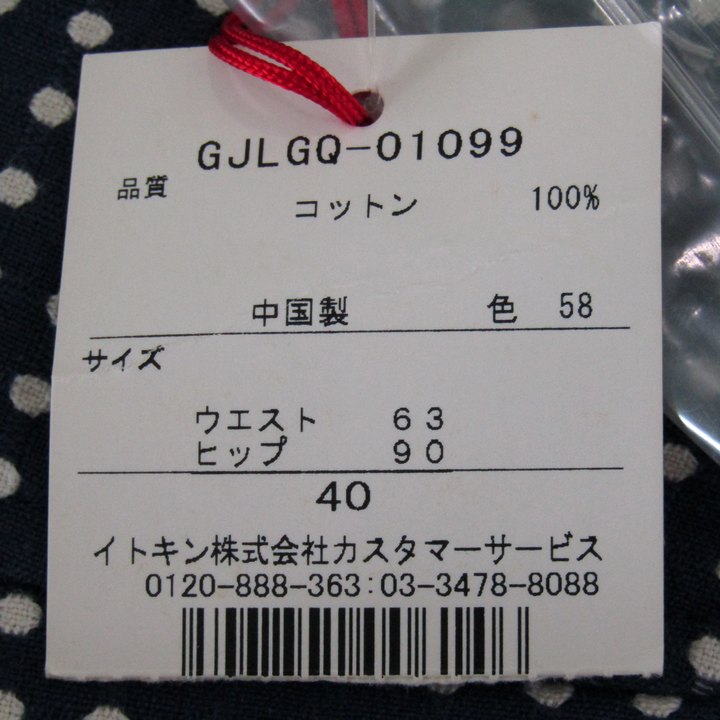 GJLGQ-01099
品質
コットン 100%
中国製 色 58
サイズ
ウエスト 63
ヒップ 90
40
イトキン株式会社カスタマーサービス
0120-888-363:03-3478-8088